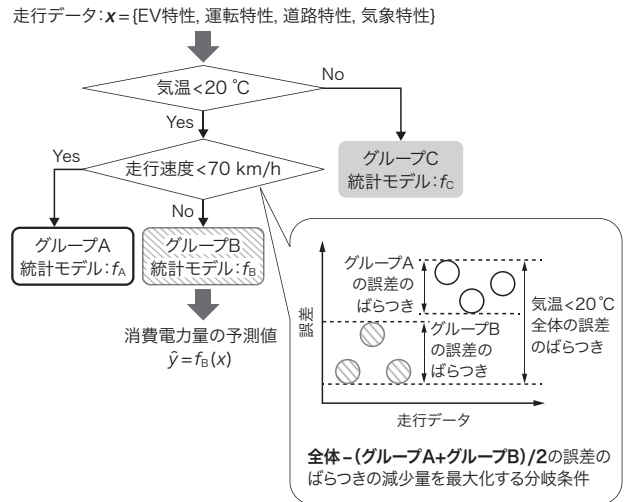 走行データ:x={EV特性, 運転特性, 道路特性, 気象特性}
気温<20 ℃
No
Yes
走行速度<70 km/h
Yes
No
グループC
統計モデル:fC
グループA
統計モデル:fA
グループB
統計モデル:fB
消費電力量の予測値
ŷ=fB(x)
誤差
グループA
の誤差の
ばらつき
グループB
の誤差の
ばらつき
気温<20℃
全体の誤差
のばらつき
走行データ
全体−(グループA+グループB)/2の誤差の
ばらつきの減少量を最大化する分岐条件